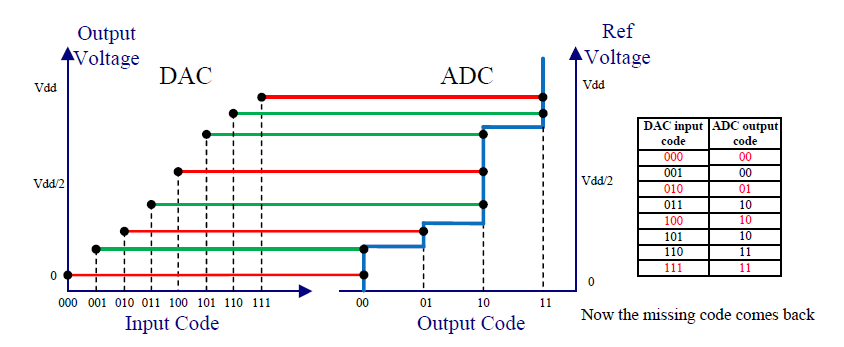 Output
Voltage
DAC
ADC
Ref
Voltage
Vdd
Vdd
Vdd/2
Vdd/2
0
0
000 001 010 011 100 101 110 111
00 01 10 11
Input Code
Output Code
DAC input code ADC output code
000 00
001 00
010 01
011 10
100 10
101 10
110 11
111 11
Now the missing code comes back